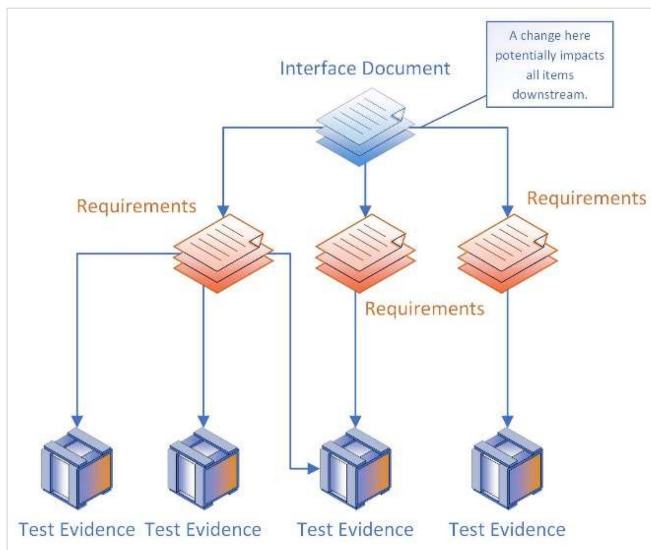 A change here
potentially impacts
all items
downstream.
Interface Document
Requirements
Requirements
Requirements
Test Evidence
Test Evidence
Test Evidence
Test Evidence